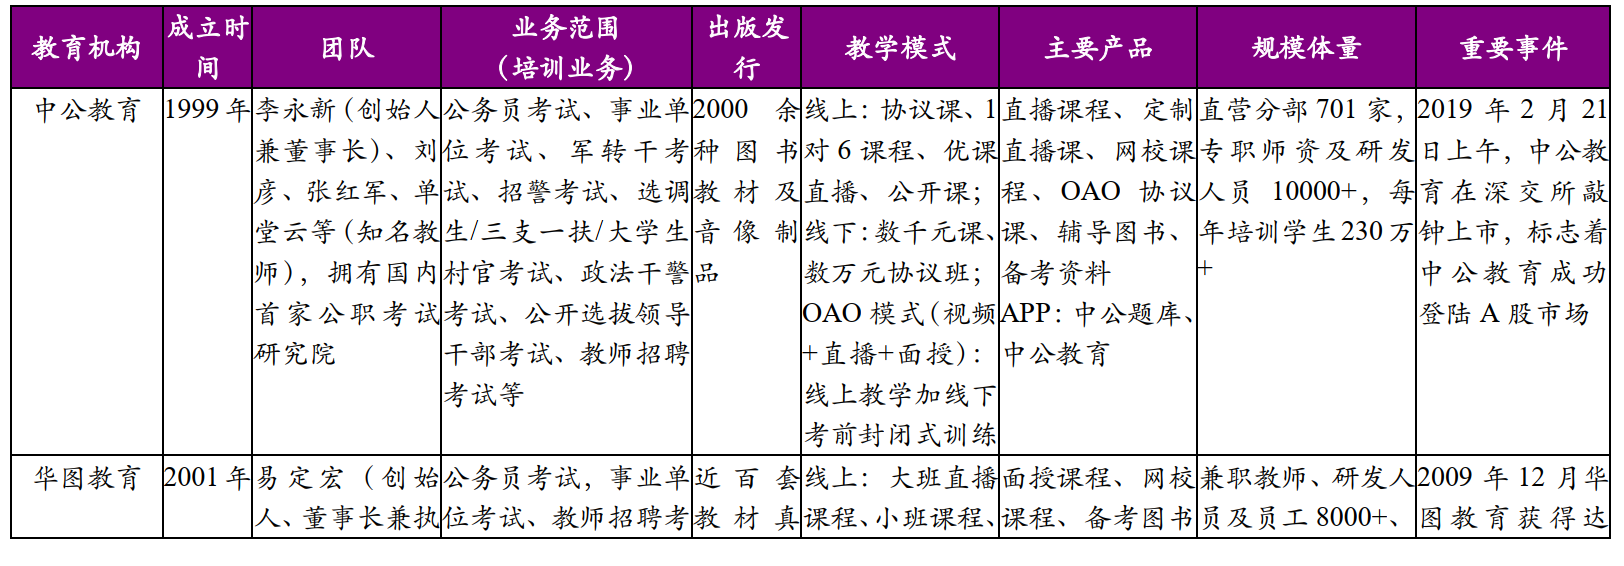 教育机构
成立时
间
团队
业务范围
（培训业务）
出版发
行
教学模式
主要产品
规模体量
重要事件
中公教育
1999 年
李永新（创始人
兼董事长）、刘
彦、张红军、单
堂云等（知名教
师），拥有国内
首家公职考试
研究院
公务员考试、事业单
位考试、军转干考
试、招警考试、选调
生/三支一扶/大学生
村官考试、政法干警
考试、公开选拔领导
干部考试、教师招聘
考试等
2000 余
种图书
教材及
音像制
品
线上：协议课、1
对 6 课程、优课
直播、公开课；
线下：数千元课、
数万元协议班；
OAO 模式（视频
+直播+面授）：
线上教学加线下
考前封闭式训练
直播课程、定制
直播课、网校课
程、OAO 协议
课、辅导图书、
备考资料
APP：中公题库、
中公教育
直营分部 701 家，
专职师资及研发
人员 10000+，每
年培训学生 230 万
+
2019 年 2 月 21
日上午，中公教
育在深交所敲
钟上市，标志着
中公教育成功
登陆 A 股市场
华图教育
2001 年
易定宏（创始
人、董事长兼执
公务员考试，事业单
位考试、教师招聘考
近百套
教材真
线上：大班直播
课程、小班课程、
面授课程、网校
课程、备考图书
兼职教师、研发人
员及员工 8000+、
2009 年 12 月华
图教育获得达